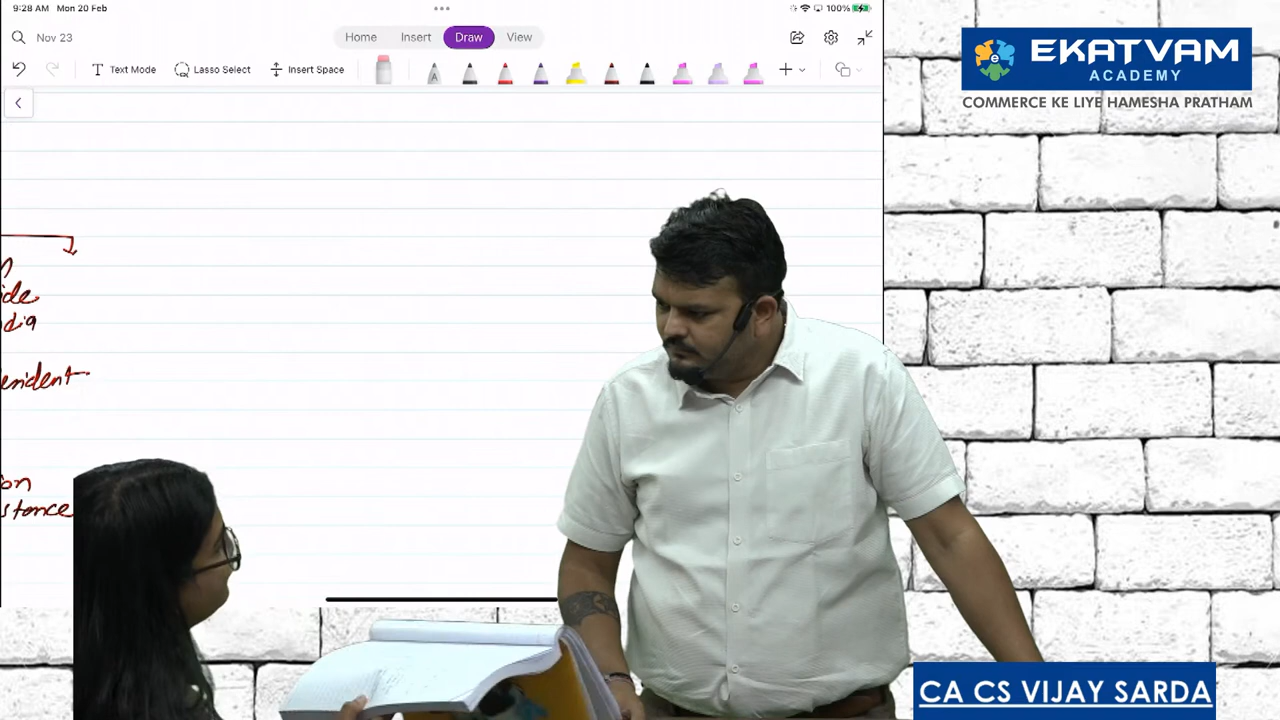 9:28 AM Mon 20 Feb
100%
Nov 23
Home Insert Draw View
Text Mode
Lasso Select
Insert Space
A
EKATVAM
ACADEMY
COMMERCE KE LIYE HAMESHA PRATHAM
ide
dia
esident
on
stance
CA CS VIJAY SARDA